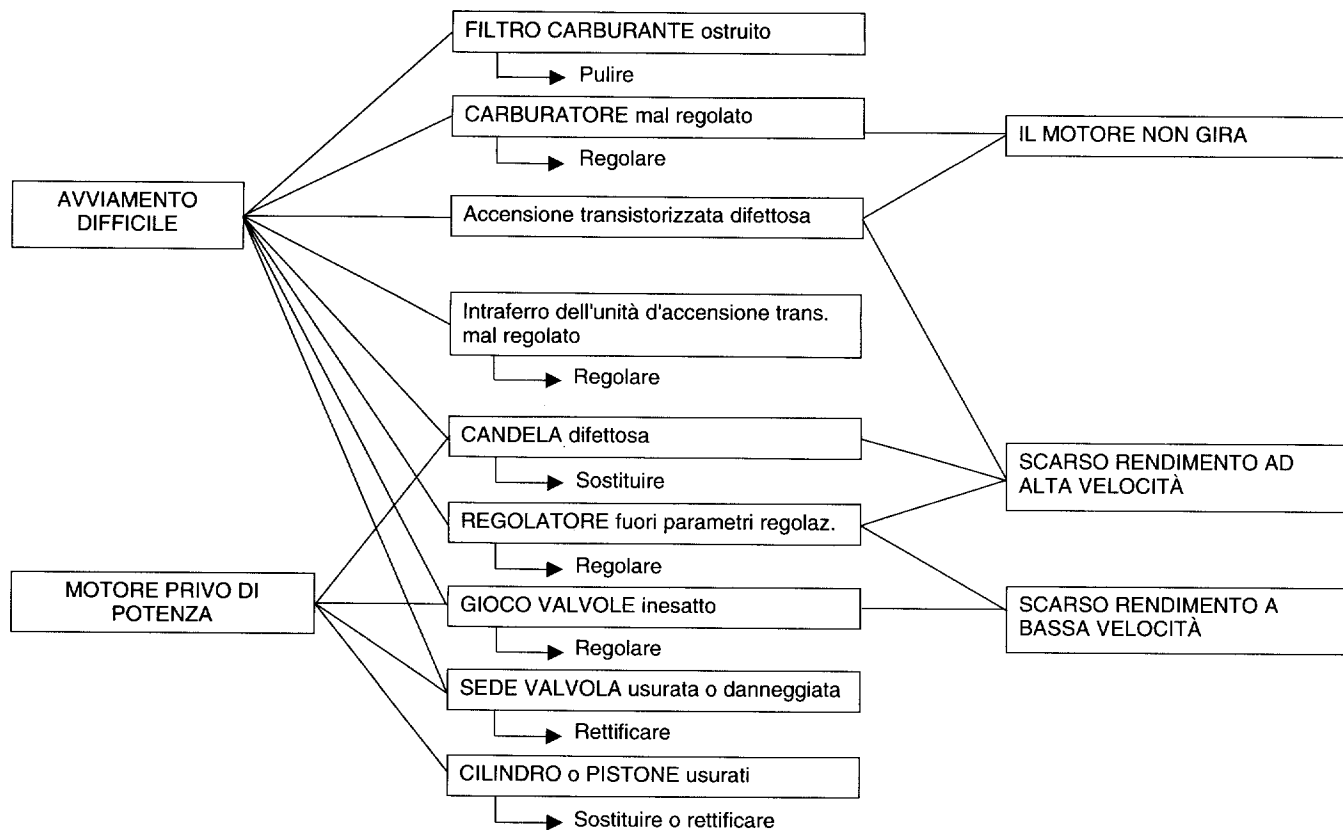 FILTRO CARBURANTE ostruito
Pulire
CARBURATORE mal regolato
Regolare
IL MOTORE NON GIRA
AVVIAMENTO
DIFFICILE
Accensione transistorizzata difettosa
Intraferro dell'unità d'accensione trans.
mal regolato
Regolare
CANDELA difettosa
Sostituire
SCARSO RENDIMENTO AD
ALTA VELOCITÀ
REGOLATORE fuori parametri regolaz.
Regolare
MOTORE PRIVO DI
POTENZA
GIOCO VALVOLE inesatto
Regolare
SCARSO RENDIMENTO A
BASSA VELOCITÀ
SEDE VALVOLA usurata o danneggiata
Rettificare
CILINDRO o PISTONE usurati
Sostituire o rettificare